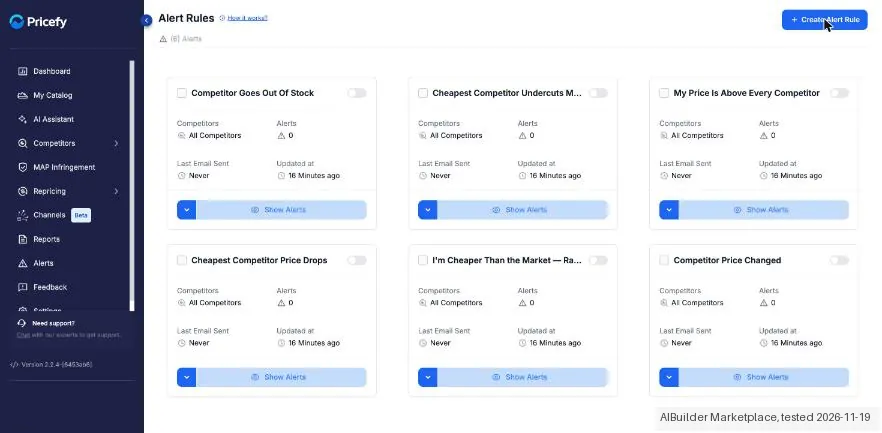 Pricefy
Dashboard
My Catalog
AI Assistant
Competitors
MAP Infringement
Repricing
Channels Beta
Reports
Alerts
Feedback
Settings
Need support?
Chat with our experts to get support.
Version 2.2.4-(6453ab6)
Alert Rules
How it works?
(6) Alerts
+ Create Alert Rule
Competitor Goes Out Of Stock
Competitors Alerts
All Competitors 0
Last Email Sent Updated at
Never 16 Minutes ago
Show Alerts
Cheapest Competitor Undercuts M...
Competitors Alerts
All Competitors 0
Last Email Sent Updated at
Never 16 Minutes ago
Show Alerts
My Price Is Above Every Competitor
Competitors Alerts
All Competitors 0
Last Email Sent Updated at
Never 16 Minutes ago
Show Alerts
Cheapest Competitor Price Drops
Competitors Alerts
All Competitors 0
Last Email Sent Updated at
Never 16 Minutes ago
Show Alerts
I'm Cheaper Than the Market — Ra...
Competitors Alerts
All Competitors 0
Last Email Sent Updated at
Never 16 Minutes ago
Show Alerts
Competitor Price Changed
Competitors Alerts
All Competitors 0
Last Email Sent Updated at
Never 16 Minutes ago
Show Alerts
AIBuilder Marketplace, tested 2026-11-19